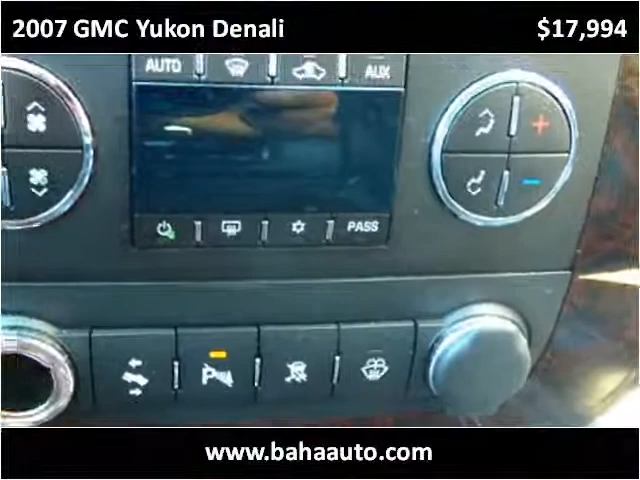 2007 GMC Yukon Denali $17,994
AUTO AUX
PASS
P
www.bahaauto.com